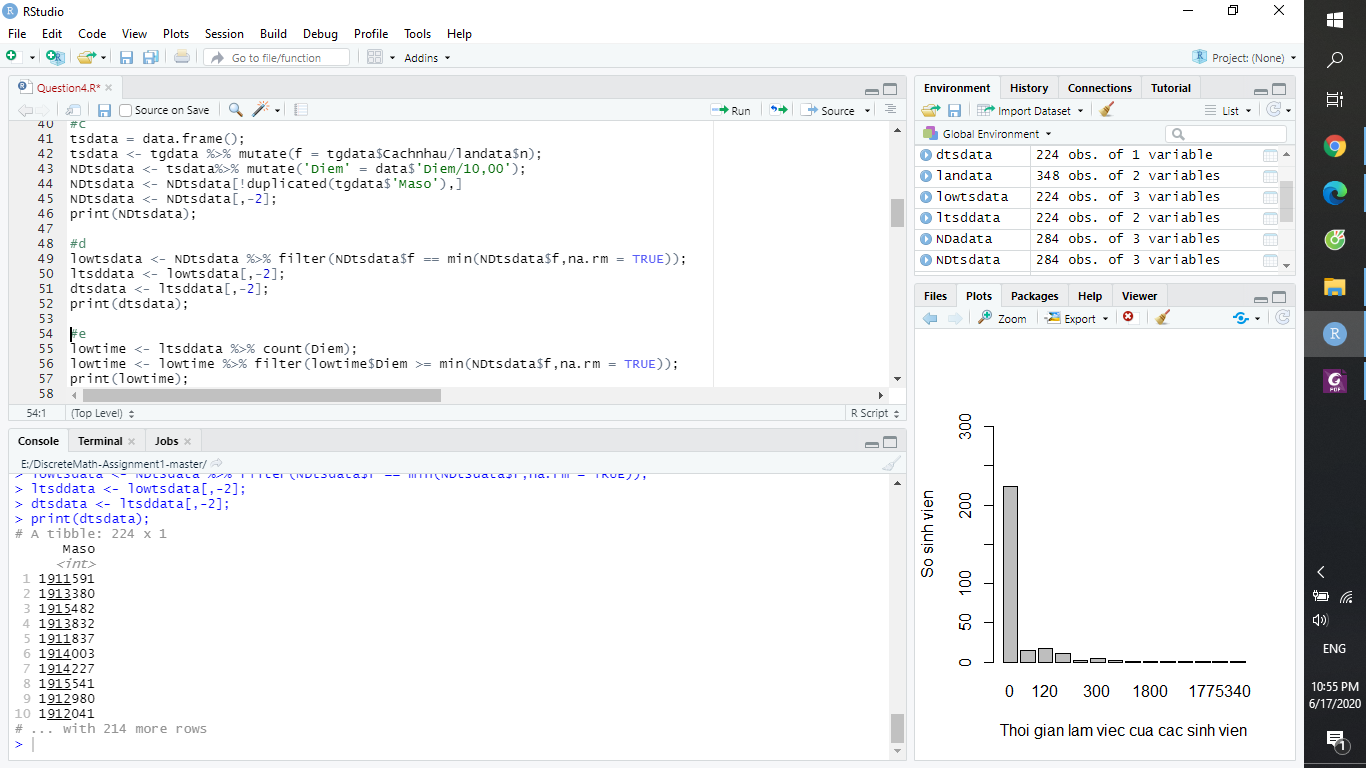 RStudio
File Edit Code View Plots Session Build Debug Profile Tools Help
Go to file/function Addins Project: (None)
Question4.R*
Source on Save Run Source
40 #c
41 tsdata = data.frame();
42 tsdata <- tgdata %>% mutate(f = tgdata$Cachnhau/landata$n);
43 NDtsdata <- tsdata%>% mutate('Diem' = data$'Diem/10,00');
44 NDtsdata <- NDtsdata[!duplicated(tgdata$'Maso'),]
45 NDtsdata <- NDtsdata[,-2];
46 print(NDtsdata);
47
48 #d
49 lowtsdata <- NDtsdata %>% filter(NDtsdata$f == min(NDtsdata$f,na.rm = TRUE));
50 ltsddata <- lowtsdata[,-2];
51 dtsdata <- ltsddata[,-2];
52 print(dtsdata);
53
54 #e
55 lowtime <- ltsddata %>% count(Diem);
56 lowtime <- lowtime %>% filter(lowtime$Diem >= min(NDtsdata$f,na.rm = TRUE));
57 print(lowtime);
58
54:1 (Top Level) R Script
Console Terminal Jobs
E:/DiscreteMath-Assignment1-master/
> lowtsdata <- NDtsdata %>% filter(NDtsdata$f == min(NDtsdata$f,na.rm = TRUE));
> ltsddata <- lowtsdata[,-2];
> dtsdata <- ltsddata[,-2];
> print(dtsdata);
# A tibble: 224 x 1
Maso
<int>
1 1911591
2 1913380
3 1915482
4 1913832
5 1911837
6 1914003
7 1914227
8 1915541
9 1912980
10 1912041
# ... with 214 more rows
>
Environment History Connections Tutorial
Import Dataset List
Global Environment
dtsdata 224 obs. of 1 variable
landata 348 obs. of 2 variables
lowtsdata 224 obs. of 3 variables
ltsddata 224 obs. of 2 variables
NDadata 284 obs. of 3 variables
NDtsdata 284 obs. of 3 variables
Files Plots Packages Help Viewer
Zoom Export
So sinh vien
300
200
100
50
0
0 120 300 1800 1775340
Thoi gian lam viec cua cac sinh vien
R
PDF
ENG
10:55 PM
6/17/2020
1